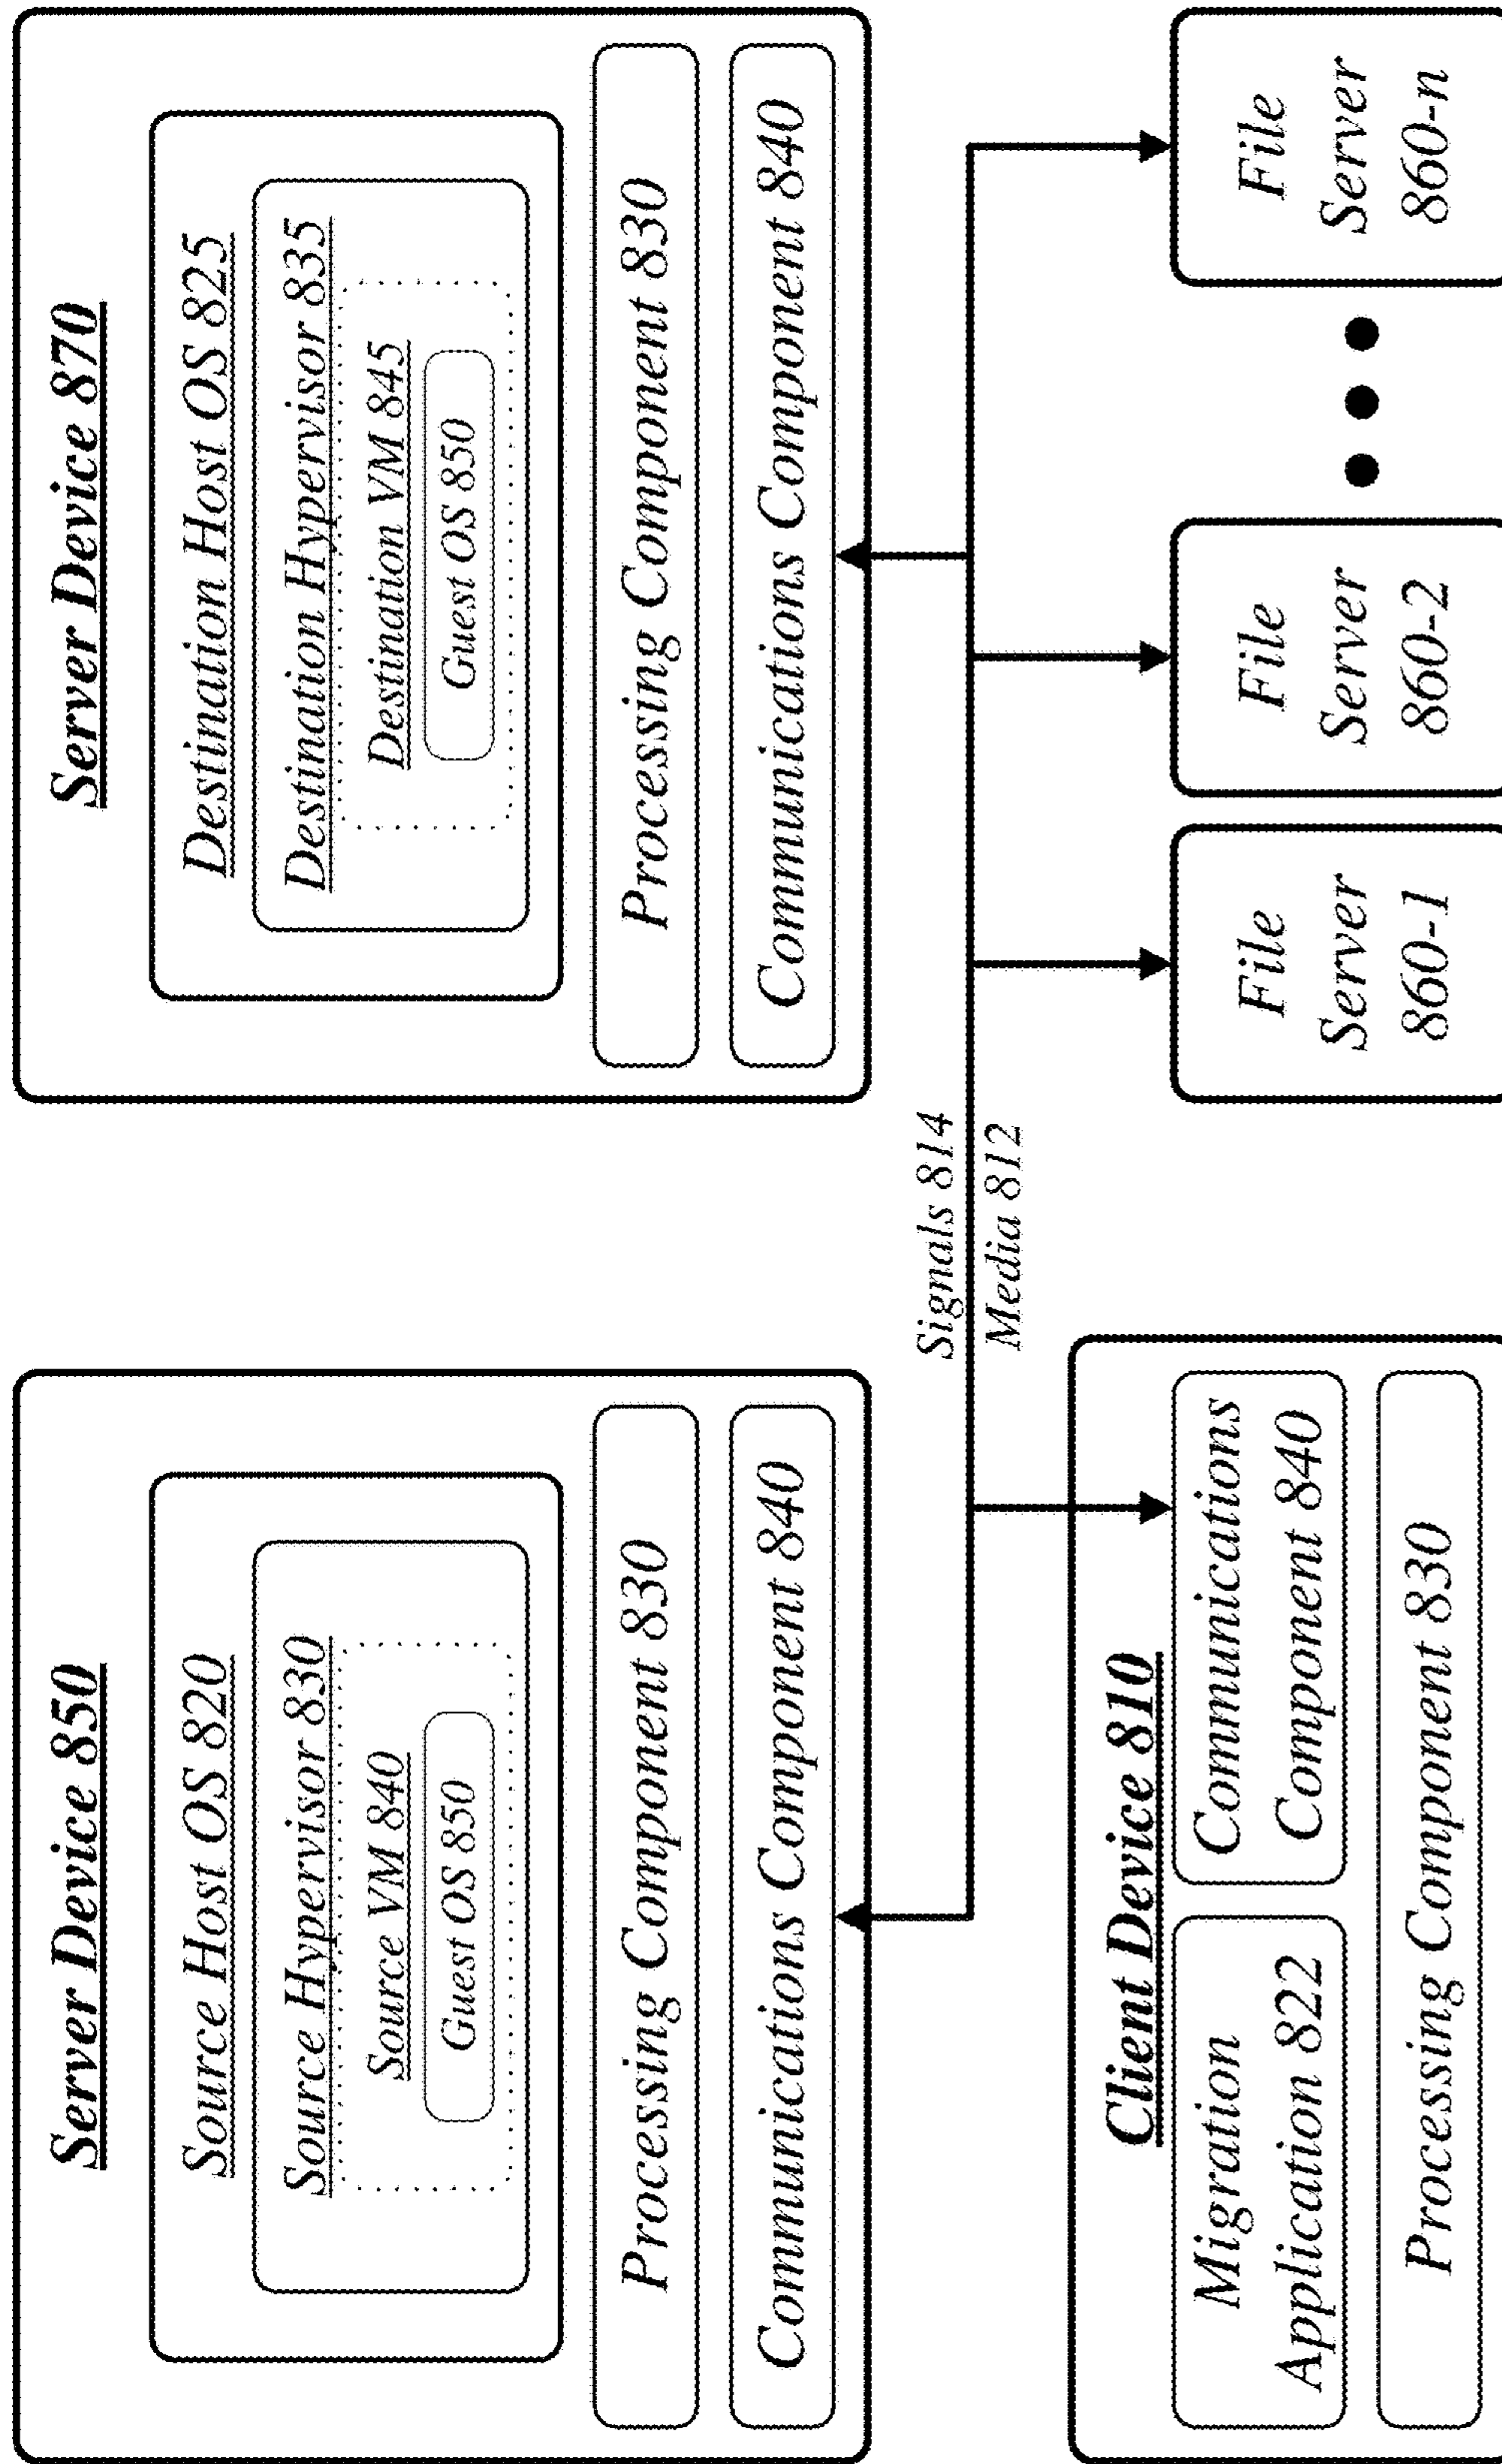 Server Device 850
Source Host OS 820
Source Hypervisor 830
Source VM 840
Guest OS 850
Processing Component 830
Communications Component 840
Server Device 870
Destination Host OS 825
Destination Hypervisor 835
Destination VM 845
Guest OS 850
Processing Component 830
Communications Component 840
Signals 814
Media 812
Client Device 810
Migration
Application 822
Communications
Component 840
Processing Component 830
File
Server
860-1
File
Server
860-2
File
Server
860-n